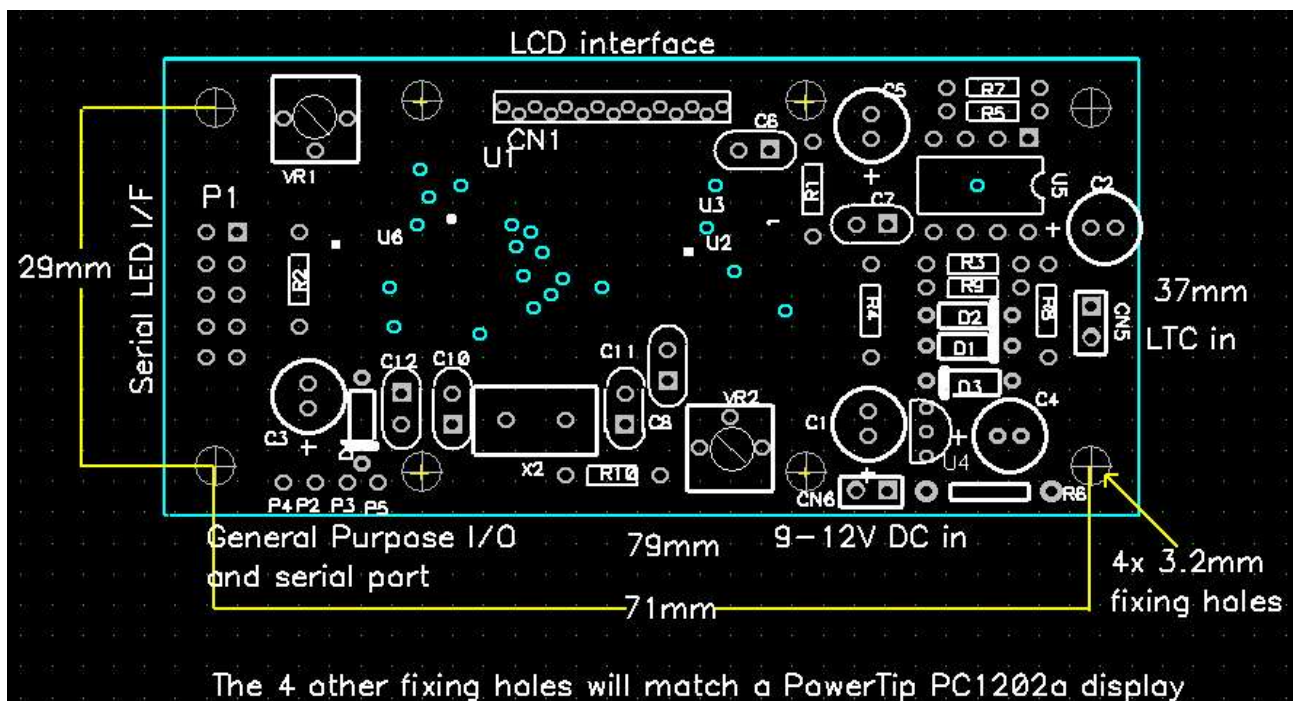 LCD interface
C5
R7
R5
C6
CN1
U1
VR1
R1
U5
C2
P1
U3
C7
U6
U2
Serial LED I/F
29mm
R2
R3
R9
R4
R8
CN5
37mm
D2
LTC in
D1
C12
C10
C11
D3
VR2
C4
C3
C8
C1
U4
X2
R10
CN6
R6
P4 P2 P3 P5
General Purpose I/O
79mm
9-12V DC in
and serial port
4x 3.2mm
71mm
fixing holes
The 4 other fixing holes will match a PowerTip PC1202a display